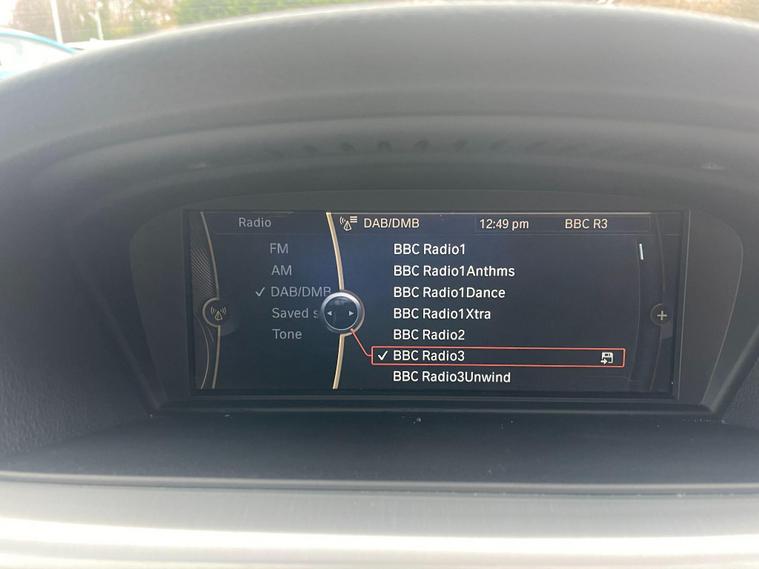 Radio
DAB/DMB
12:49 pm
BBC R3
FM
AM
DAB/DMB
Saved s
Tone
BBC Radio1
BBC Radio1Anthms
BBC Radio1Dance
BBC Radio1Xtra
BBC Radio2
BBC Radio3
BBC Radio3Unwind